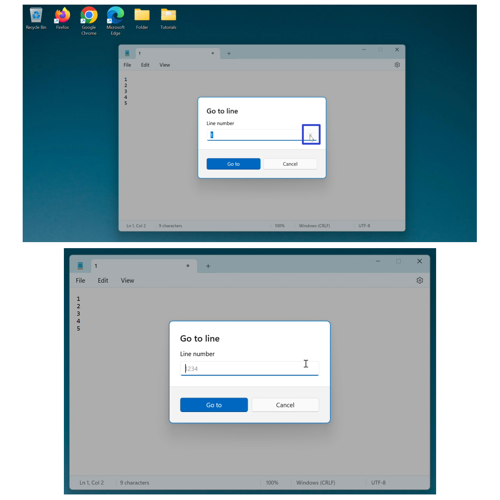 Recycle Bin
Firefox
Google Chrome
Microsoft Edge
Folder
Tutorials
1
File Edit View
1
2
3
4
5
Go to line
Line number
Go to Cancel
Ln 1, Col 2 9 characters 100% Windows (CRLF) UTF-8
1
File Edit View
1
2
3
4
5
Go to line
Line number
1234
Go to Cancel
Ln 1, Col 2 9 characters 100% Windows (CRLF) UTF-8